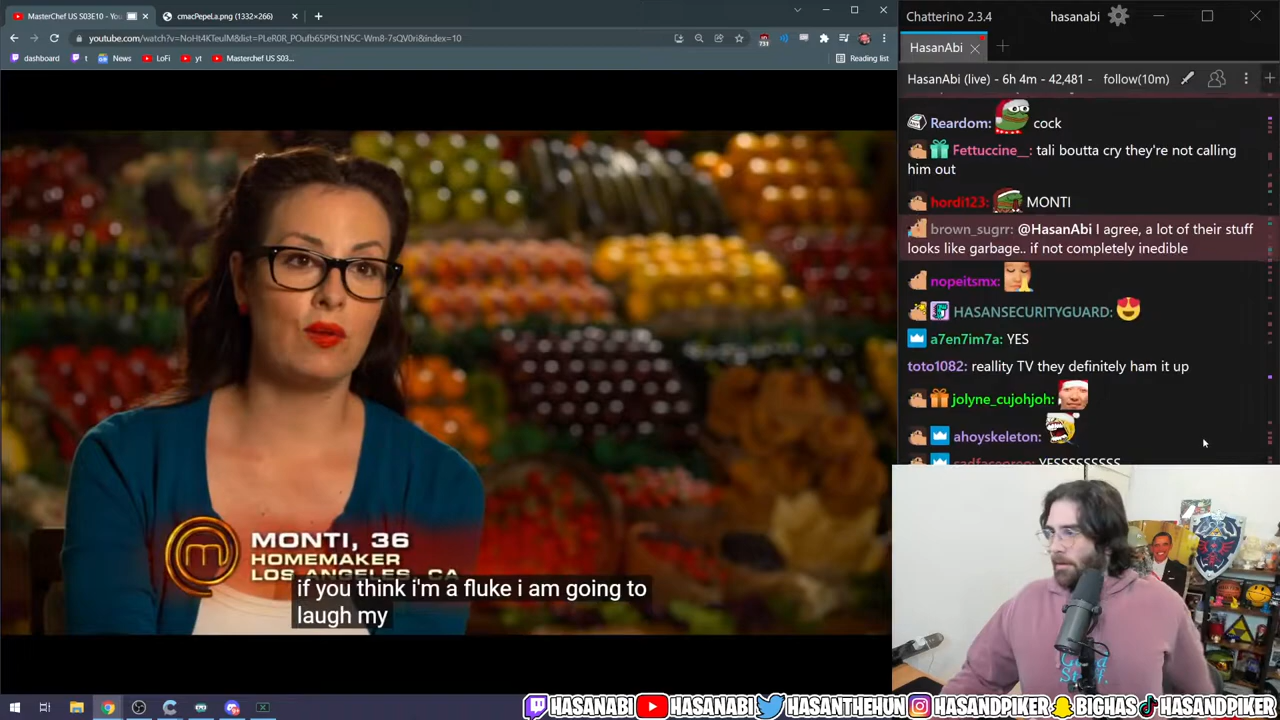 MasterChef US S03E10 -
cmacPepeLa.png (1332×266)
Chatterino 2.3.4
hasanabi
youtube.com/watch?v=NoHt4KTeulM&list=PLeR0R_POufb65PfSt1N5C-Wm8-7sQV0ri&index=10
HasanAbi
dashboard
t
News
LoFi
yt
Masterchef US S03...
Reading list
HasanAbi (live) - 6h 4m - 42,481 - follow(10m)
Reardom: cock
Fettuccine__: tali boutta cry they're not calling
him out
hordi123: MONTI
brown_sugrr: @HasanAbi I agree, a lot of their stuff
looks like garbage.. if not completely inedible
nopeitsmx:
HASANSECURITYGUARD:
a7en7im7a: YES
toto1082: reallity TV they definitely ham it up
jolyne_cujohjoh:
ahoyskeleton:
MONTI, 36
HOMEMAKER
LOS ANGELES, CA
if you think i'm a fluke i am going to
laugh my
HASANABI HASANABI HASANTHEHUN HASANDPIKER BIGHAS HASANDPIKER